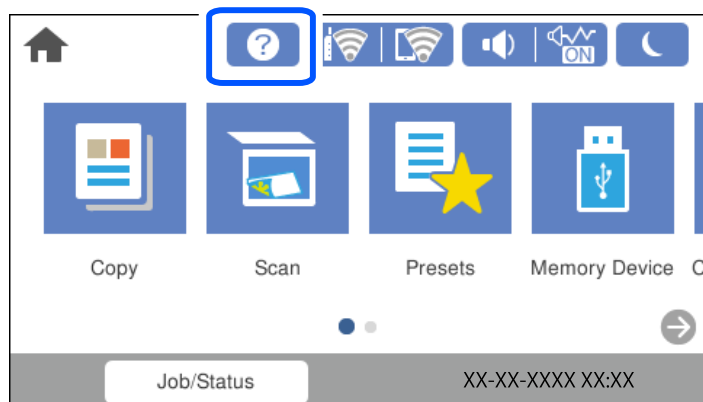 ?
ON
Copy Scan Presets Memory Device C
Job/Status XX-XX-XXXX XX:XX